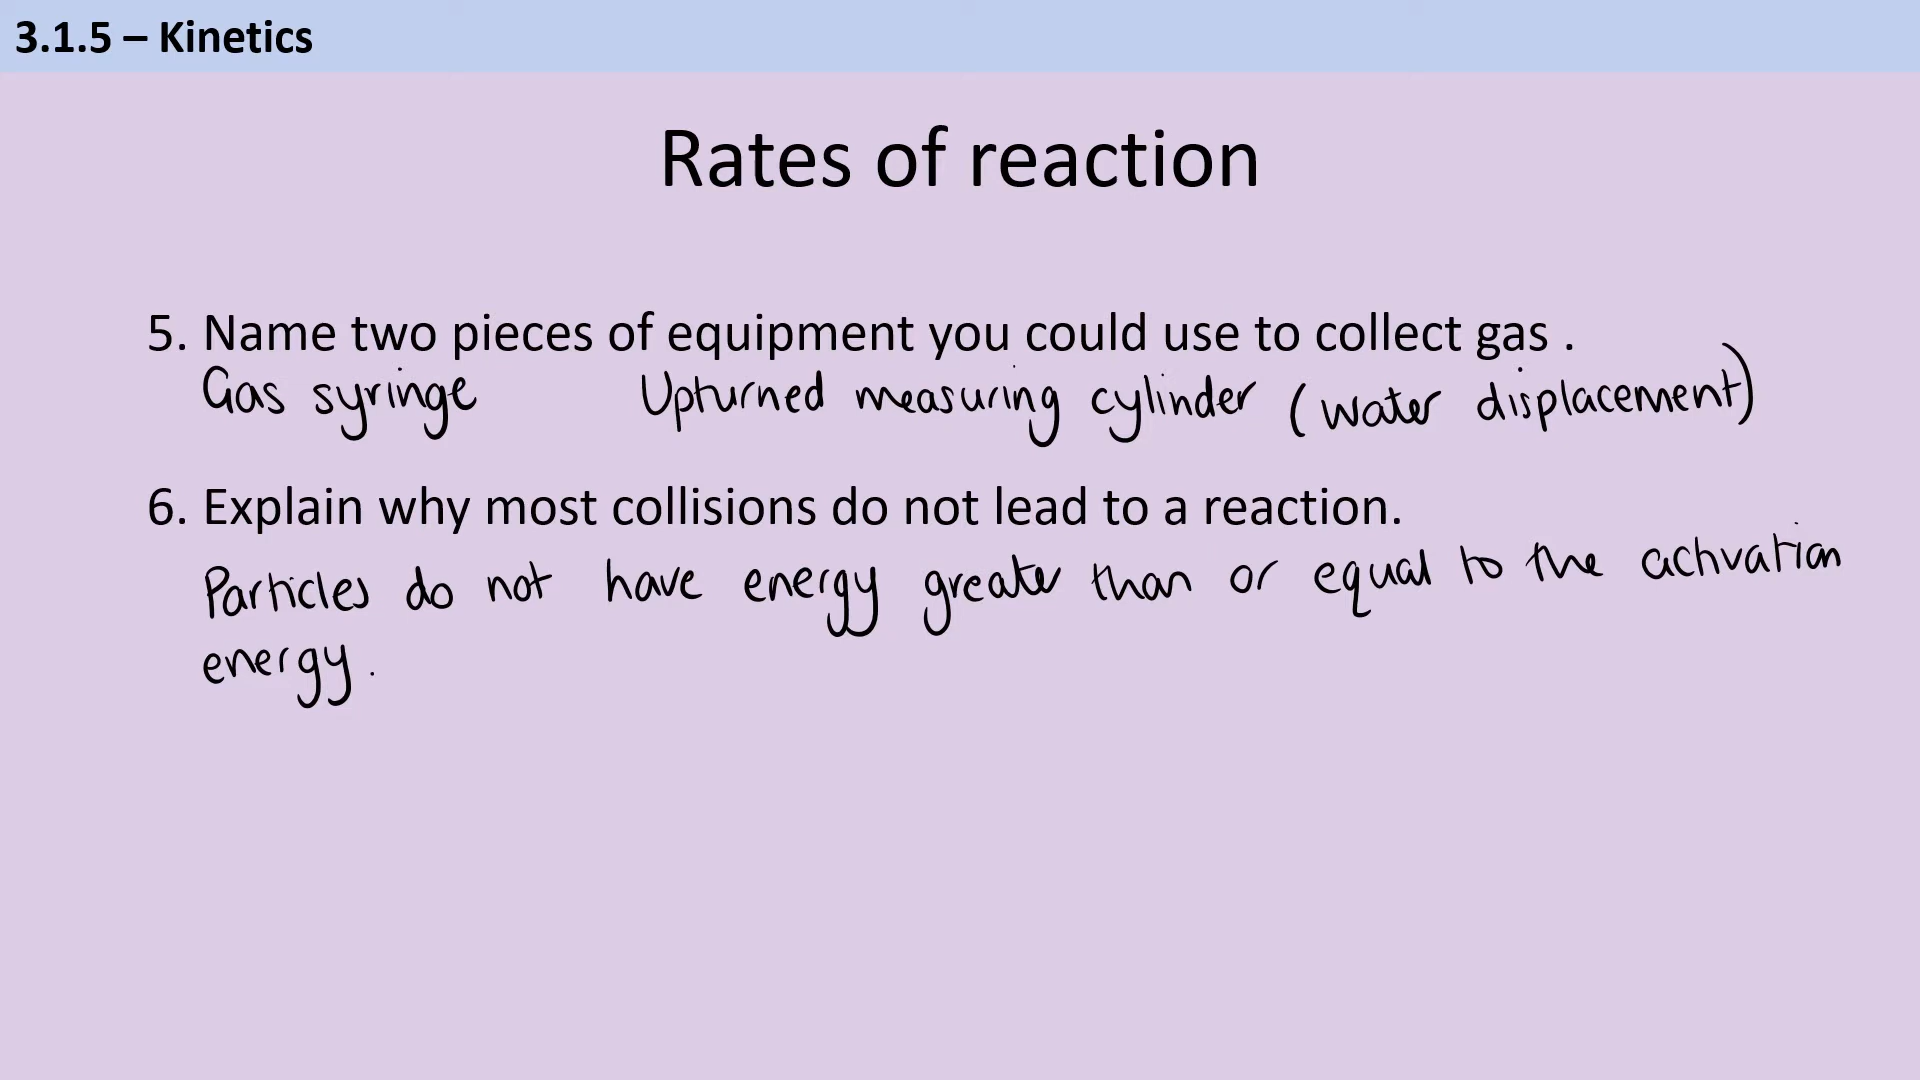 3.1.5 – Kinetics
Rates of reaction
5. Name two pieces of equipment you could use to collect gas .
Gas syringe Upturned measuring cylinder (water displacement)
6. Explain why most collisions do not lead to a reaction.
Particles do not have energy greater than or equal to the activation
energy.